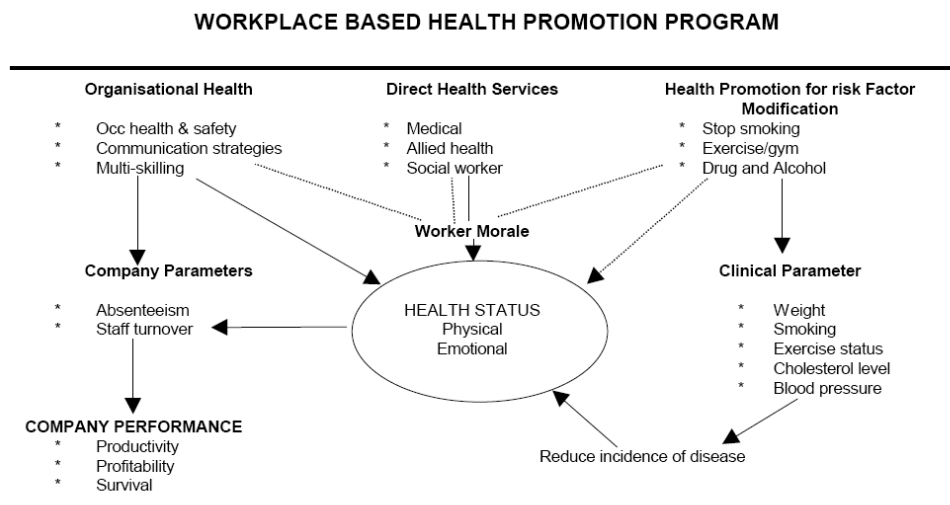 WORKPLACE BASED HEALTH PROMOTION PROGRAM
Organisational Health
* Occ health & safety
* Communication strategies
* Multi-skilling
Direct Health Services
* Medical
* Allied health
* Social worker
Health Promotion for risk Factor
Modification
* Stop smoking
* Exercise/gym
* Drug and Alcohol
Worker Morale
Company Parameters
* Absenteeism
* Staff turnover
HEALTH STATUS
Physical
Emotional
Clinical Parameter
* Weight
* Smoking
* Exercise status
* Cholesterol level
* Blood pressure
COMPANY PERFORMANCE
* Productivity
* Profitability
* Survival
Reduce incidence of disease